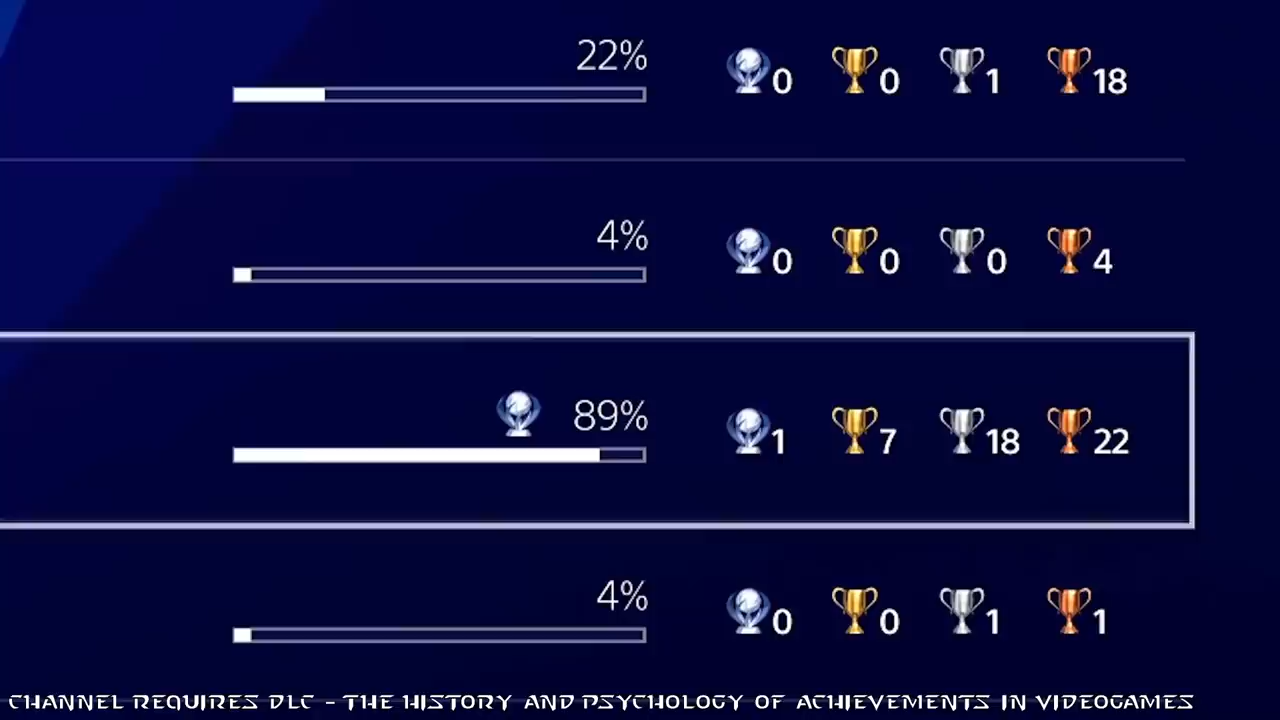 22%
0 0 1 18
4%
0 0 0 4
89%
1 7 18 22
4%
0 0 1 1
CHANNEL REQUIRES DLC - THE HISTORY AND PSYCHOLOGY OF ACHIEVEMENTS IN VIDEOGAMES